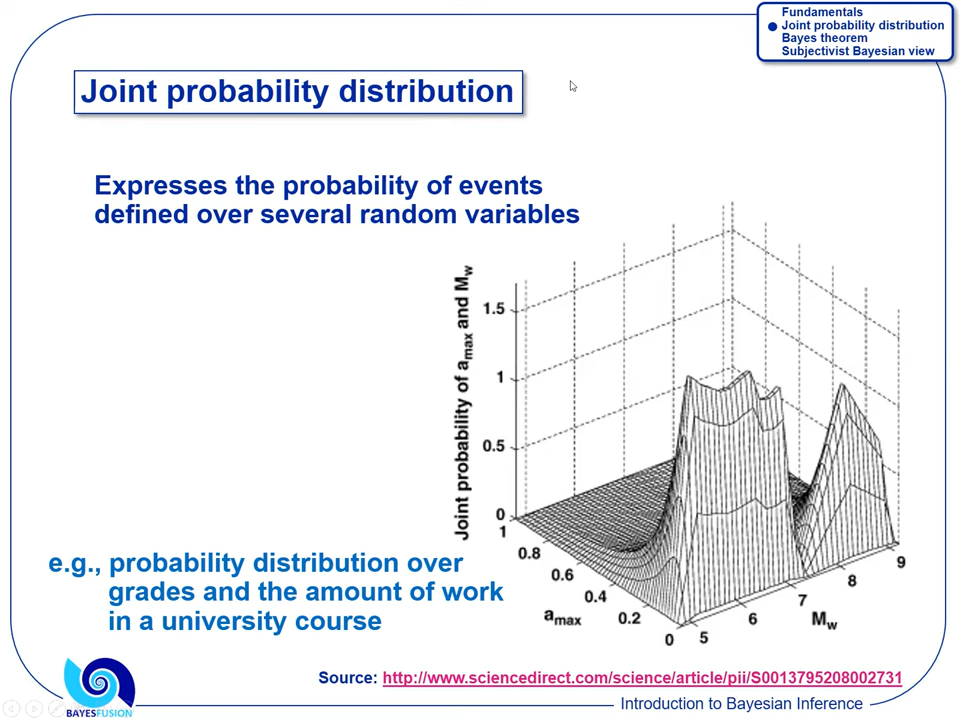 Fundamentals
Joint probability distribution
Bayes theorem
Subjectivist Bayesian view
Joint probability distribution
Expresses the probability of events
defined over several random variables
Joint probability of amax and Mw
1.5
1
0.5
0
1
0.8
0.6
0.4
0.2
0
amax
5
6
7
8
9
Mw
e.g., probability distribution over
grades and the amount of work
in a university course
Source: http://www.sciencedirect.com/science/article/pii/S0013795208002731
BAYESFUSION
Introduction to Bayesian Inference